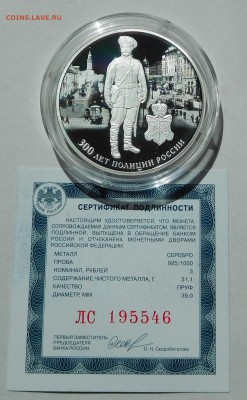 COINS.LAVE.RU
300 ЛЕТ ПОЛИЦИИ РОССИИ
СЕРТИФИКАТ ПОДЛИННОСТИ
НАСТОЯЩИМ УДОСТОВЕРЯЕТСЯ, ЧТО МОНЕТА,
СОПРОВОЖДАЕМАЯ ДАННЫМ СЕРТИФИКАТОМ, ЯВЛЯЕТСЯ
ПОДЛИННОЙ, ВЫПУЩЕНА В ОБРАЩЕНИЕ БАНКОМ
РОССИИ И ОТЧЕКАНЕНА МОНЕТНЫМИ ДВОРАМИ
РОССИЙСКОЙ ФЕДЕРАЦИИ.
МЕТАЛЛ СЕРЕБРО
ПРОБА 925/1000
НОМИНАЛ, РУБЛЕЙ 3
СОДЕРЖАНИЕ ЧИСТОГО МЕТАЛЛА, Г 31,1
КАЧЕСТВО ПРУФ
ДИАМЕТР, ММ 39,0
ЛС 195546
ПЕРВЫЙ ЗАМЕСТИТЕЛЬ
ПРЕДСЕДАТЕЛЯ
БАНКА РОССИИ О. Н. Скоробогатова